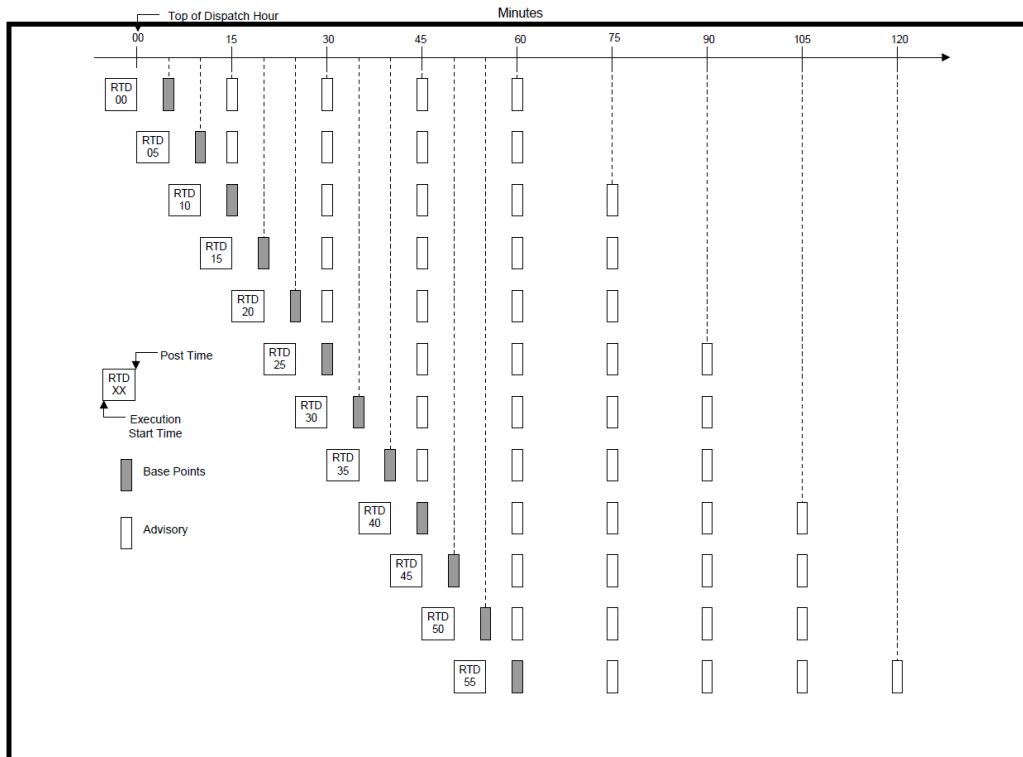 Minutes
Top of Dispatch Hour
00 15 30 45 60 75 90 105 120
RTD
00
RTD
05
RTD
10
RTD
15
RTD
20
RTD
25
Post Time
RTD
XX
Execution
Start Time
RTD
30
RTD
35
Base Points
RTD
40
Advisory
RTD
45
RTD
50
RTD
55